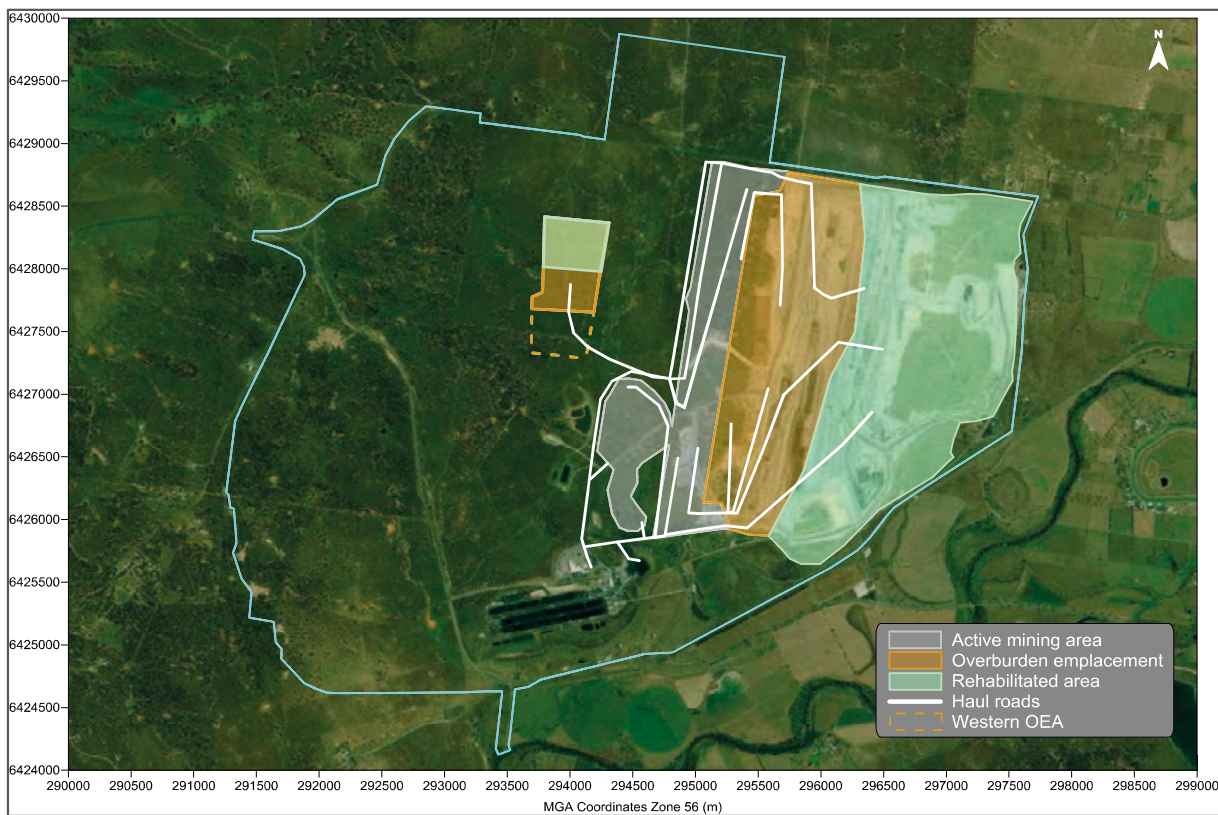 6430000
N
6429500
6429000
6428500
6428000
6427500
6427000
6426500
6426000
6425500
6425000
6424500
6424000
Active mining area
Overburden emplacement
Rehabilitated area
Haul roads
Western OEA
290000 290500 291000 291500 292000 292500 293000 293500 294000 294500 295000 295500 296000 296500 297000 297500 298000 298500 299000
MGA Coordinates Zone 56 (m)